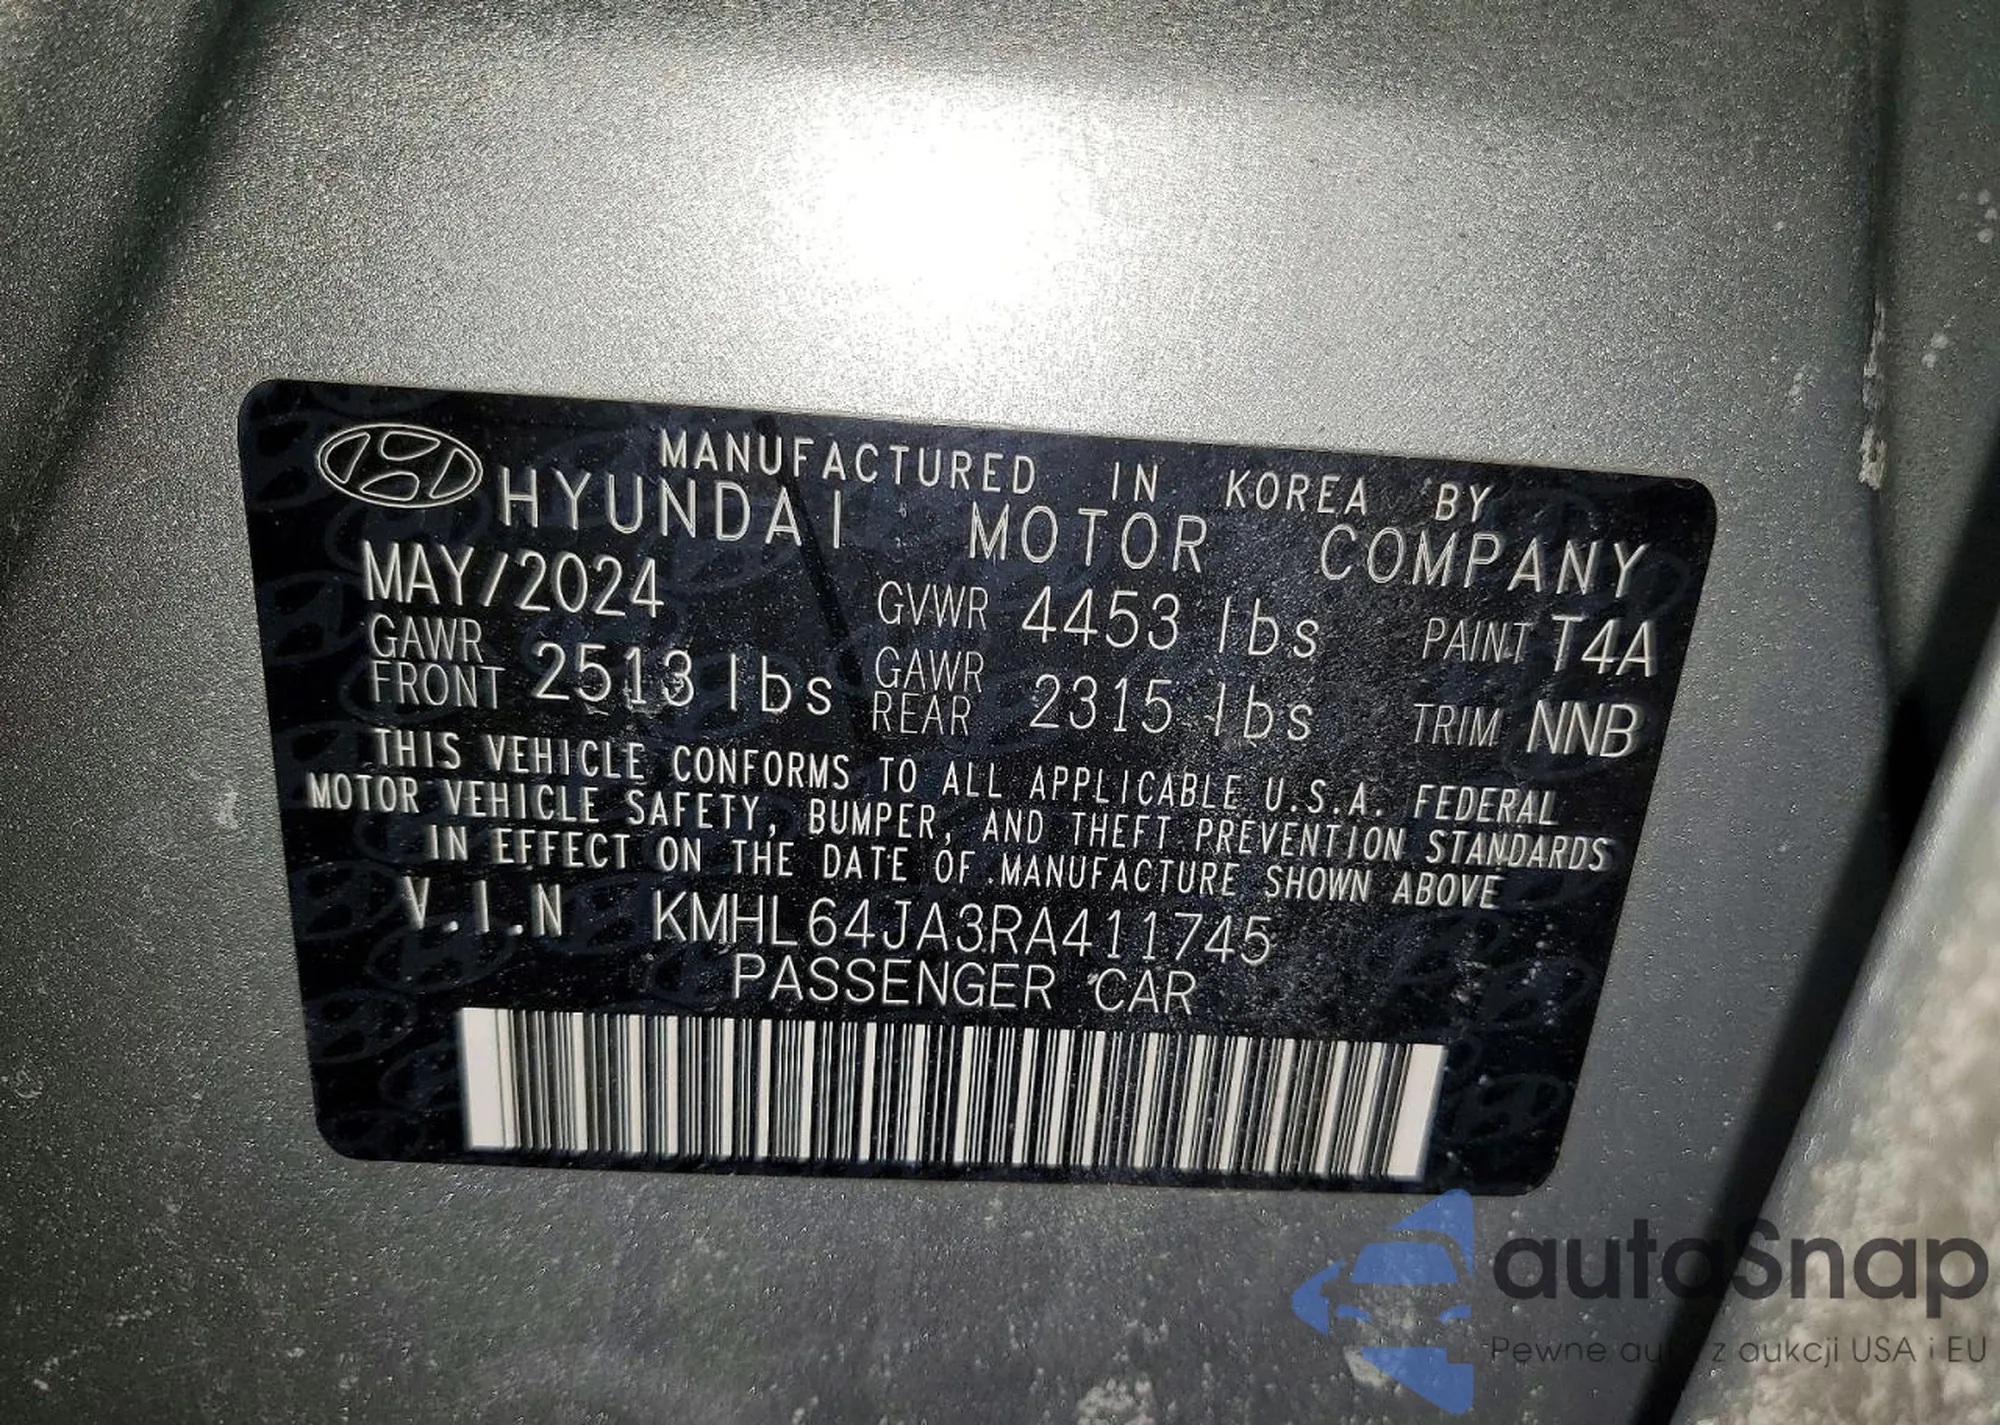 MANUFACTURED IN KOREA BY
HYUNDAI MOTOR COMPANY
MAY/2024 GVWR 4453 lbs PAINT T4A
GAWR FRONT 2513 lbs GAWR REAR 2315 lbs TRIM NNB
THIS VEHICLE CONFORMS TO ALL APPLICABLE U.S.A. FEDERAL
MOTOR VEHICLE SAFETY, BUMPER, AND THEFT PREVENTION STANDARDS
IN EFFECT ON THE DATE OF MANUFACTURE SHOWN ABOVE
V.I.N KMHL64JA3RA411745
PASSENGER CAR
autoSnap
Pewne auta z aukcji USA i EU